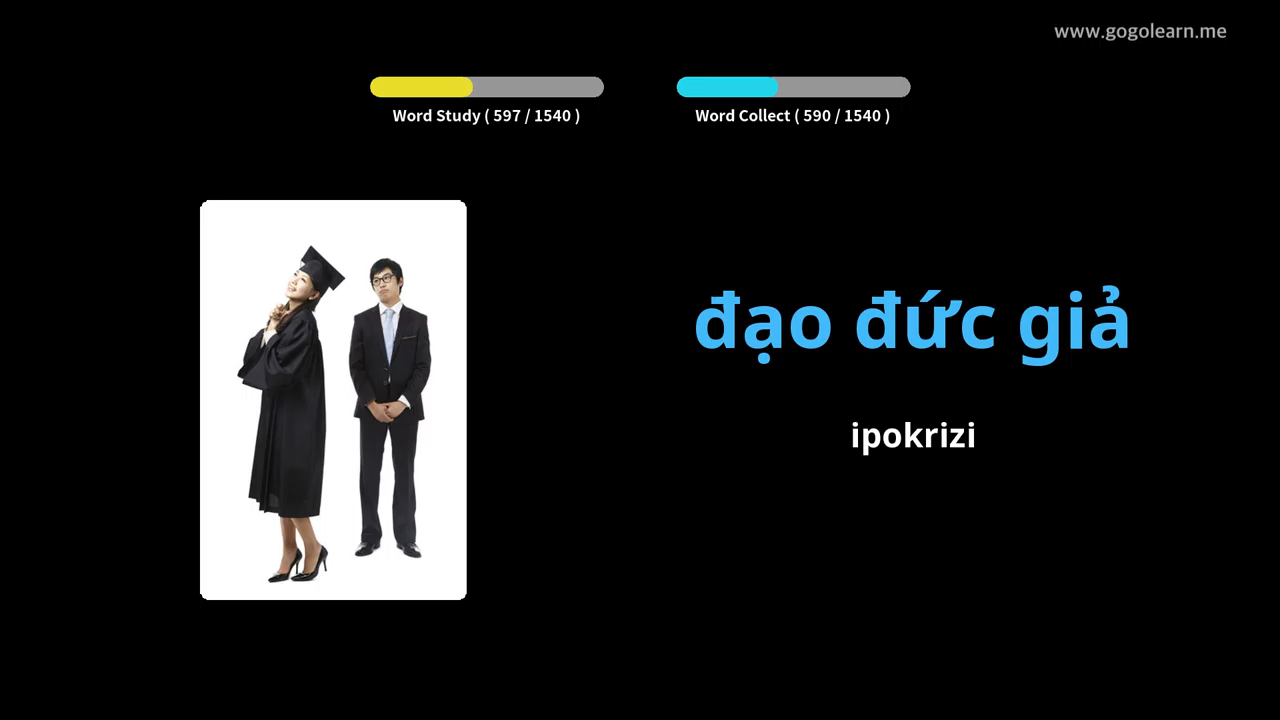 www.gogolearn.me
Word Study ( 597 / 1540 )
Word Collect ( 590 / 1540 )
đạo đức giả
ipokrizi